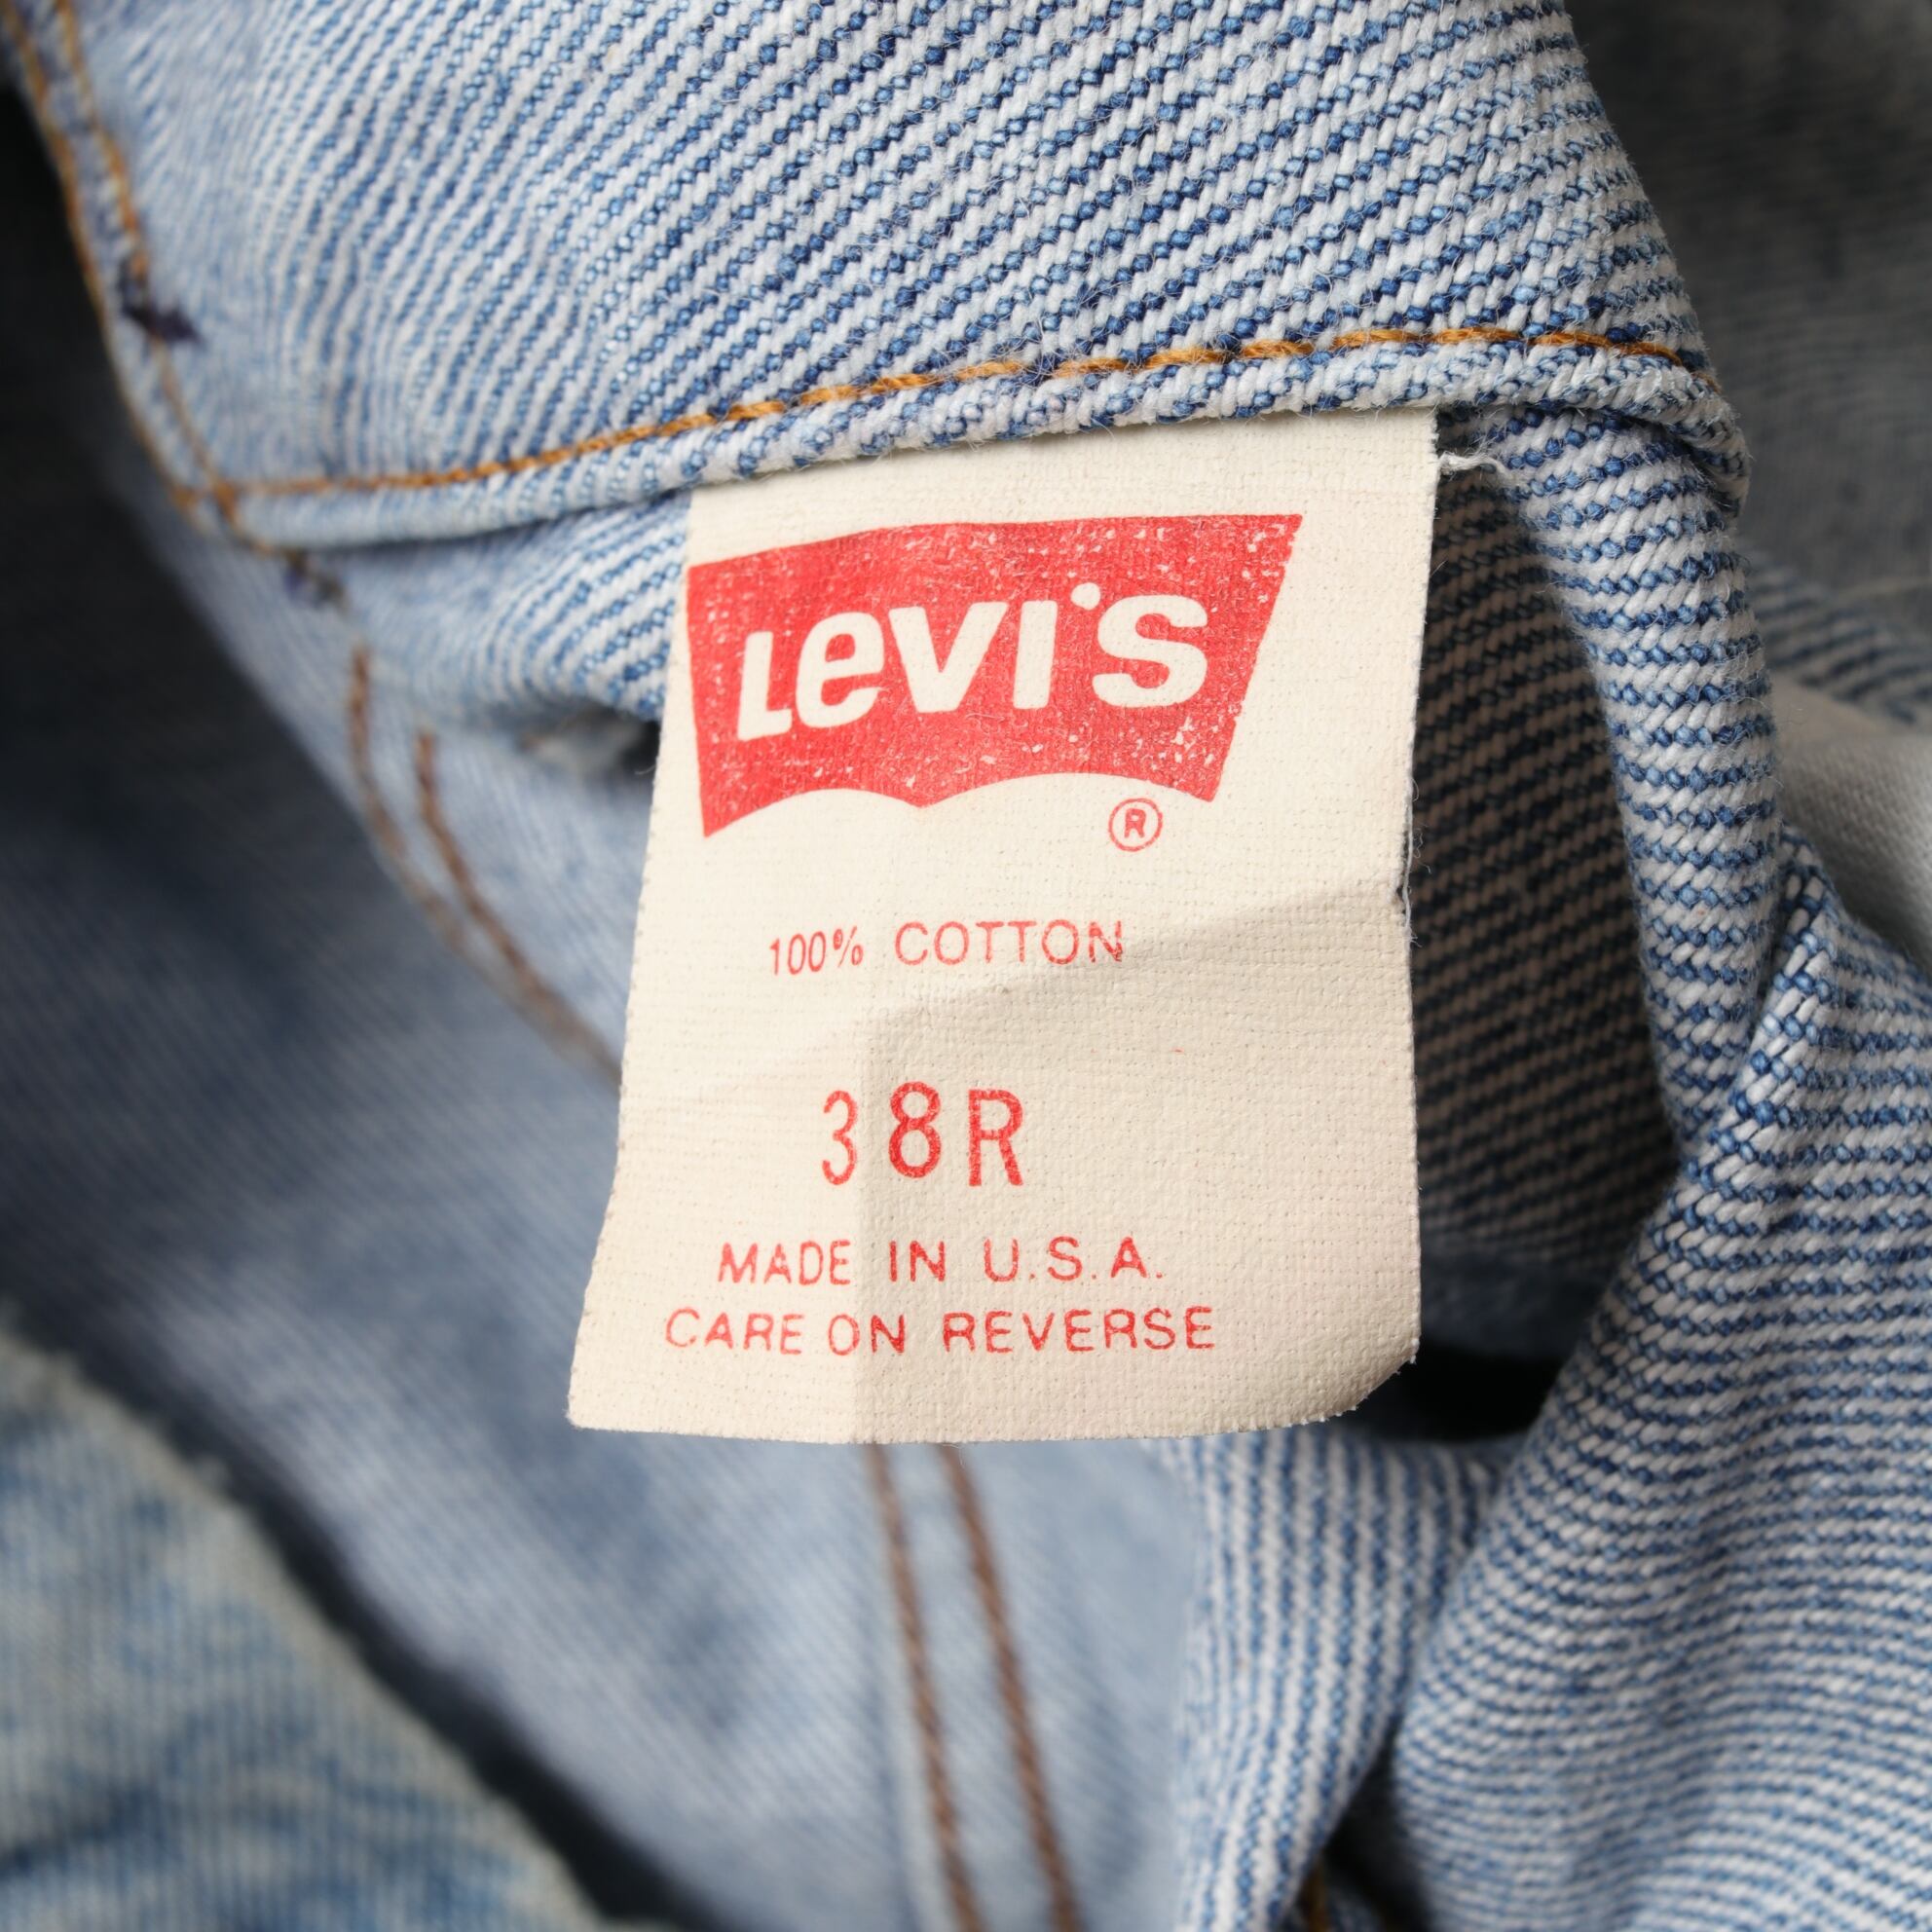 LEVI'S
®
100% COTTON
38R
MADE IN U.S.A.
CARE ON REVERSE